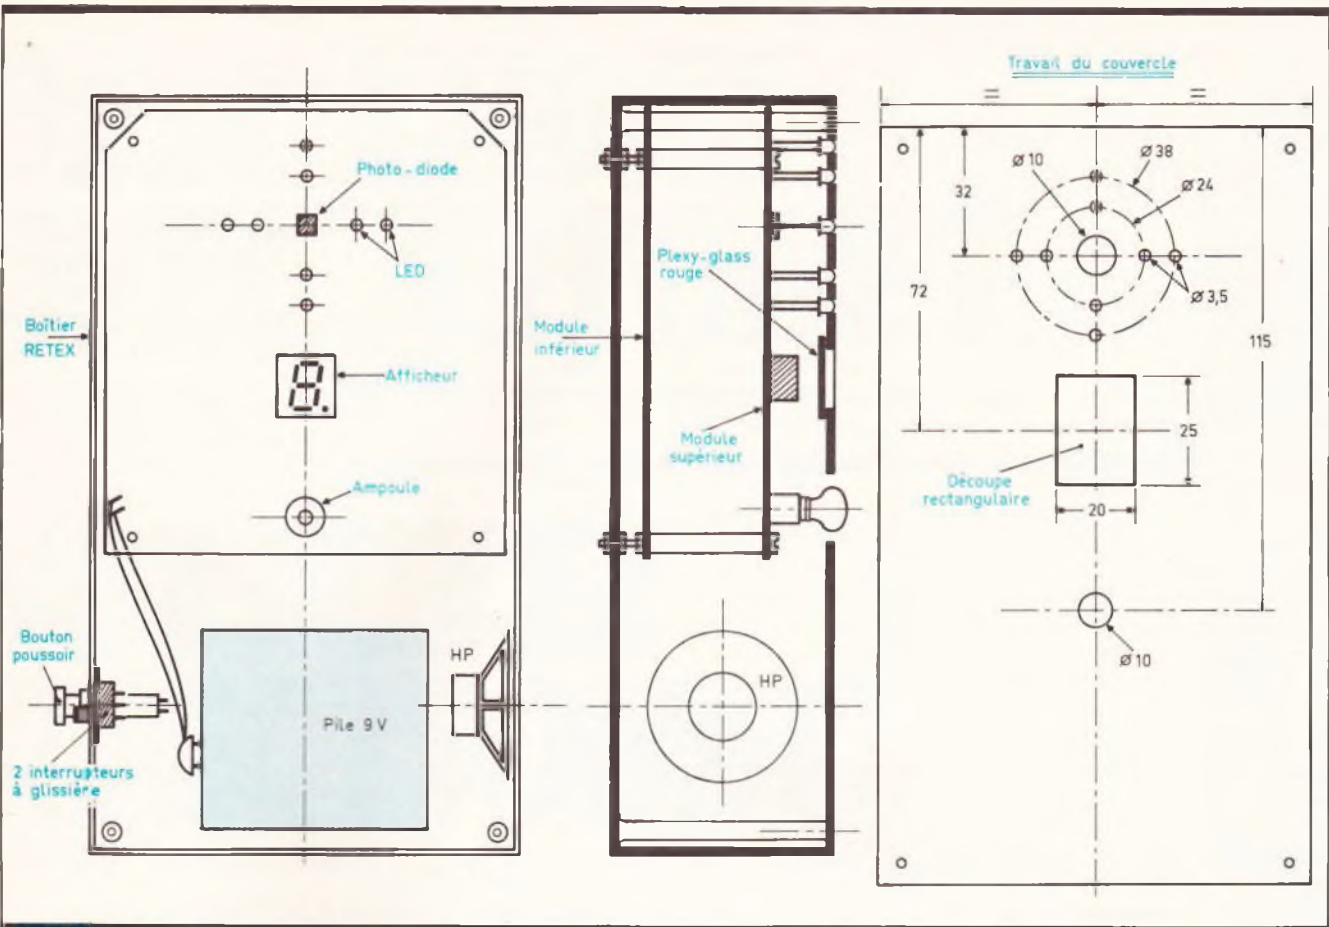 Travail du couvercle
=
=
Photo-diode
LED
Boîtier
RETEX
Afficheur
Ampoule
Bouton
poussoir
HP
Pile 9 V
2 interrupteurs
à glissière
Plexy-glass
rouge
Module
inférieur
Module
supérieur
HP
Ø 10
Ø 38
Ø 24
32
72
Ø 3,5
115
25
Découpe
rectangulaire
20
Ø 10